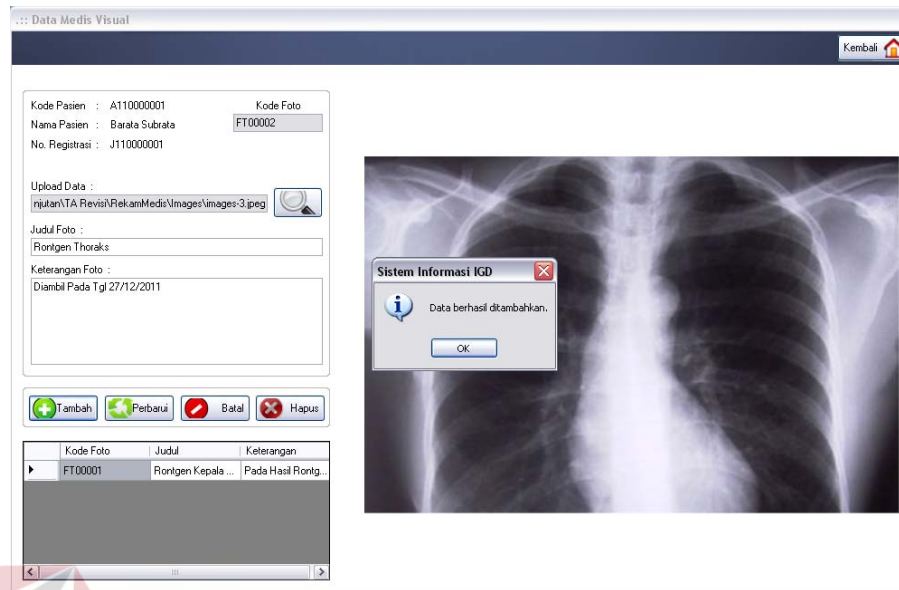 .:: Data Medis Visual
Kembali
Kode Pasien : A110000001 Kode Foto
Nama Pasien : Barata Subrata FT00002
No. Registrasi : J110000001
Upload Data :
njutan\TA Revisi\RekamMedis\Images\images-3.jpeg
Judul Foto :
Rontgen Thoraks
Keterangan Foto :
Diambil Pada Tgl 27/12/2011
Sistem Informasi IGD
Data berhasil ditambahkan.
OK
Tambah Perbarui Batal Hapus
Kode Foto Judul Keterangan
FT00001 Rontgen Kepala ... Pada Hasil Rontg...